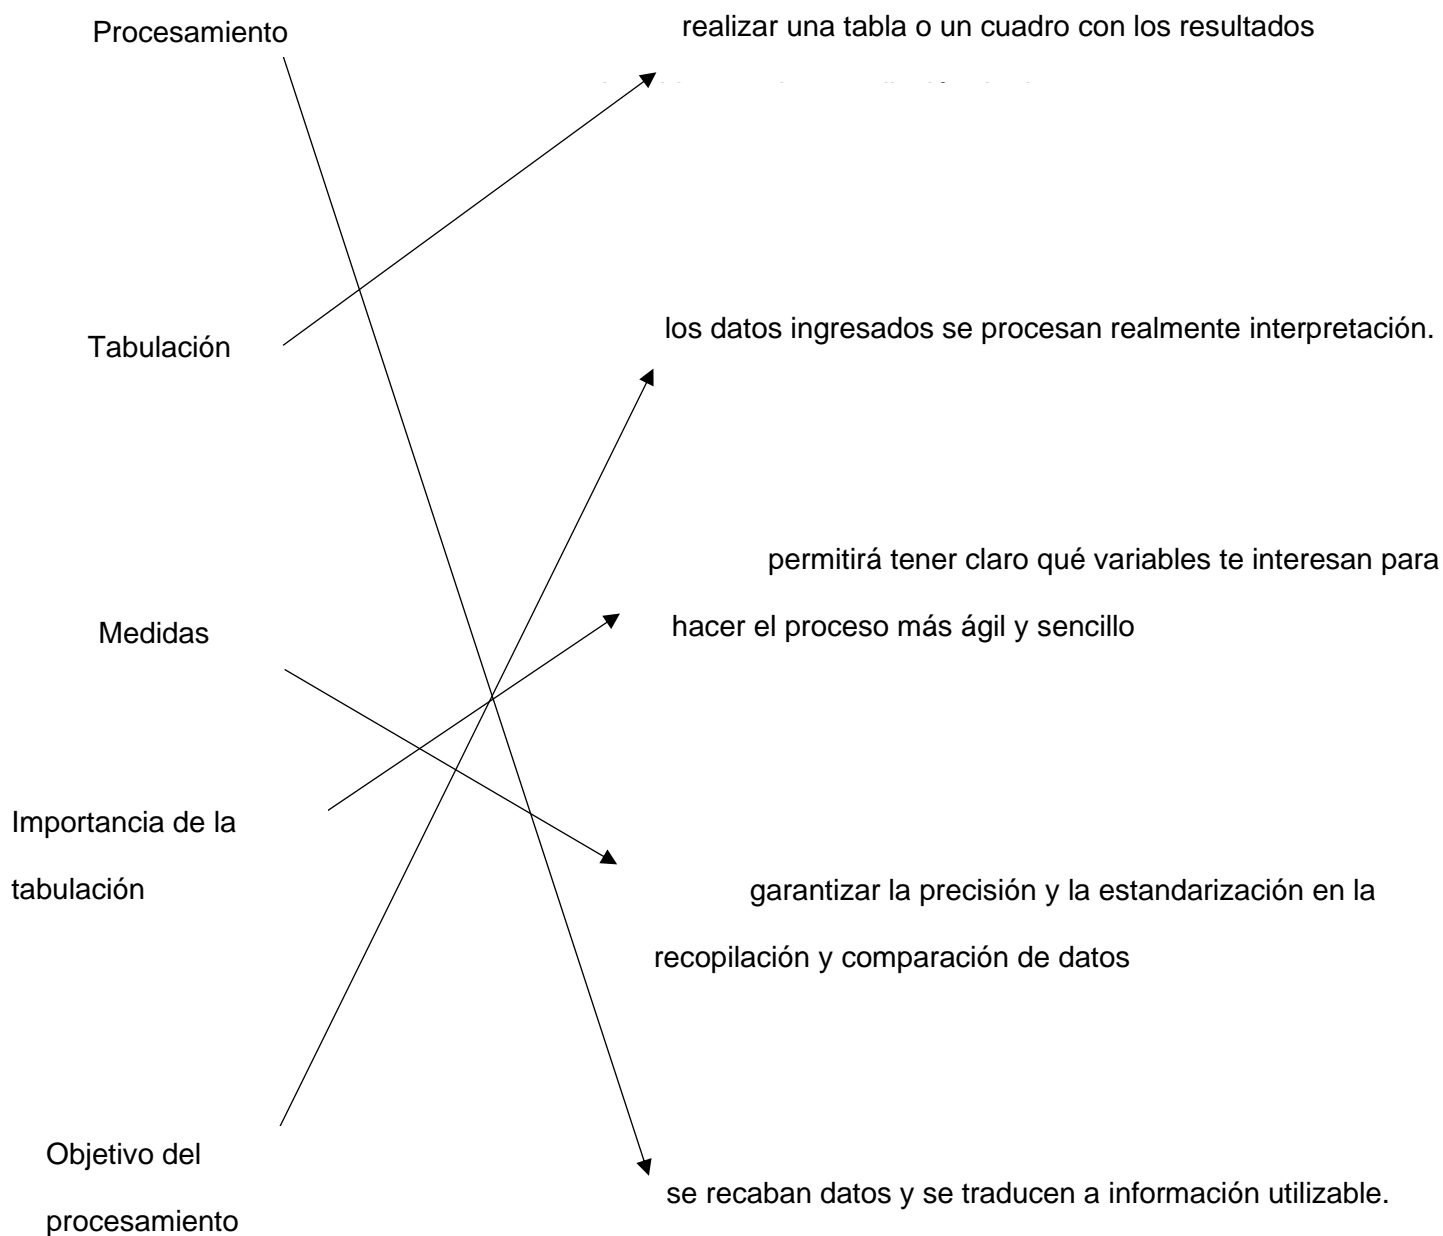 Procesamiento
realizar una tabla o un cuadro con los resultados
Tabulación
los datos ingresados se procesan realmente interpretación.
Medidas
permitirá tener claro qué variables te interesan para
hacer el proceso más ágil y sencillo
Importancia de la
tabulación
garantizar la precisión y la estandarización en la
recopilación y comparación de datos
Objetivo del
procesamiento
se recaban datos y se traducen a información utilizable.